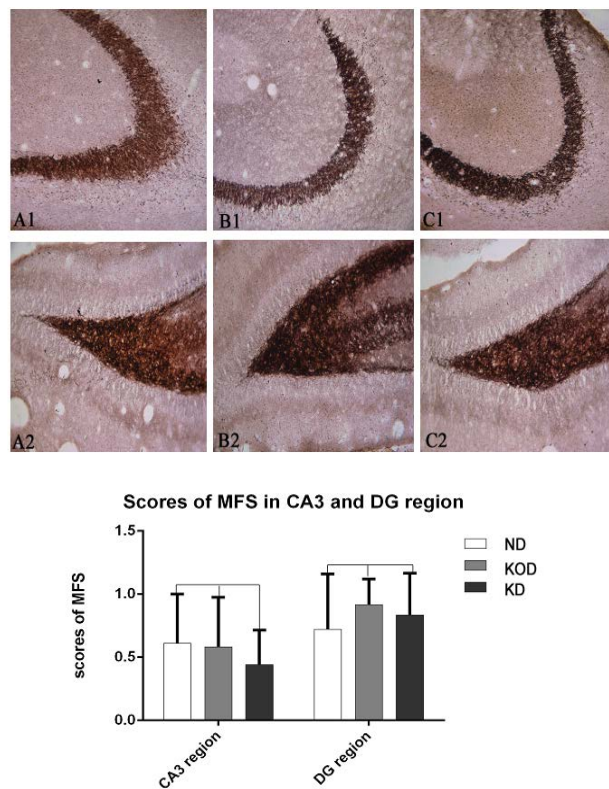 A1
B1
C1
A2
B2
C2
Scores of MFS in CA3 and DG region
scores of MFS
1.5
1.0
0.5
0.0
CA3 region
DG region
ND
KOD
KD